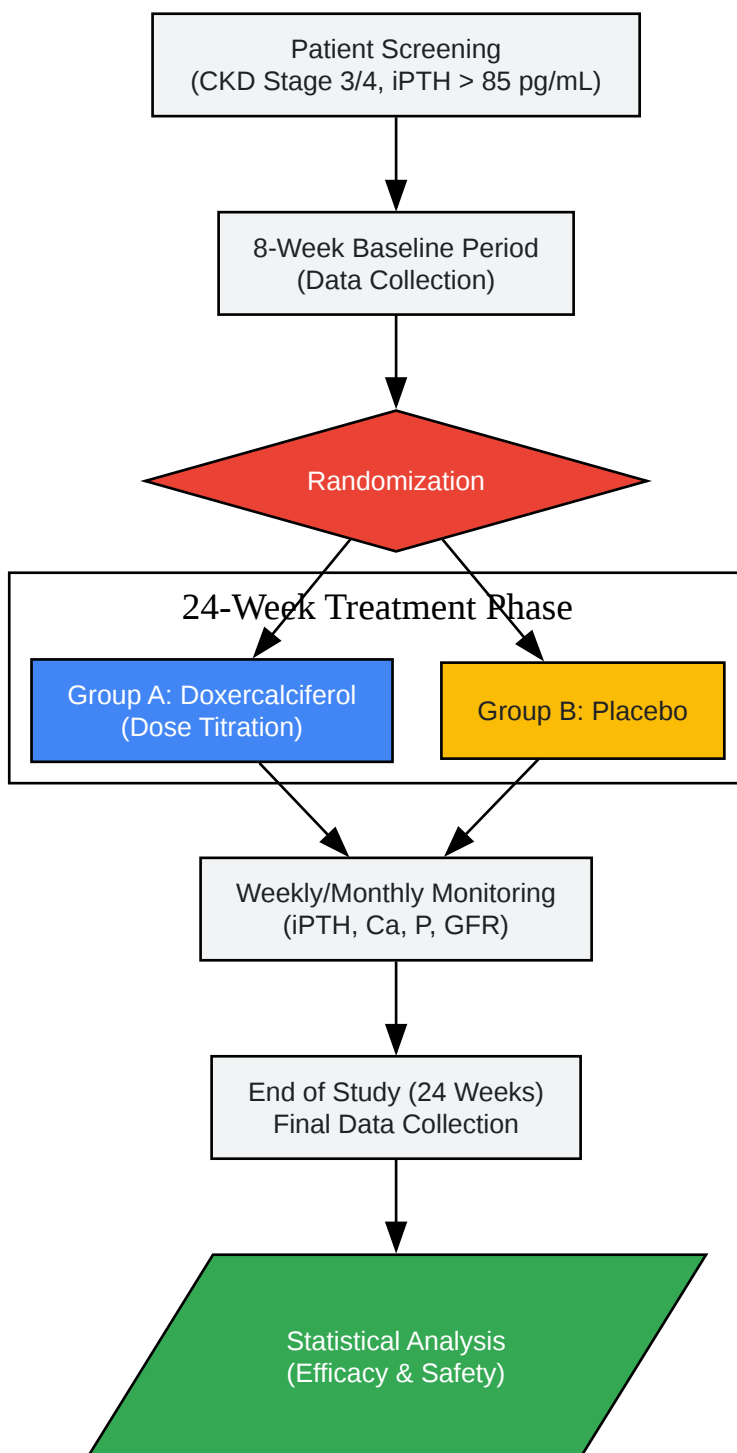 Patient Screening
(CKD Stage 3/4, iPTH > 85 pg/mL)
8-Week Baseline Period
(Data Collection)
Randomization
24-Week Treatment Phase
Group A: Doxercalciferol
(Dose Titration)
Group B: Placebo
Weekly/Monthly Monitoring
(iPTH, Ca, P, GFR)
End of Study (24 Weeks)
Final Data Collection
Statistical Analysis
(Efficacy & Safety)